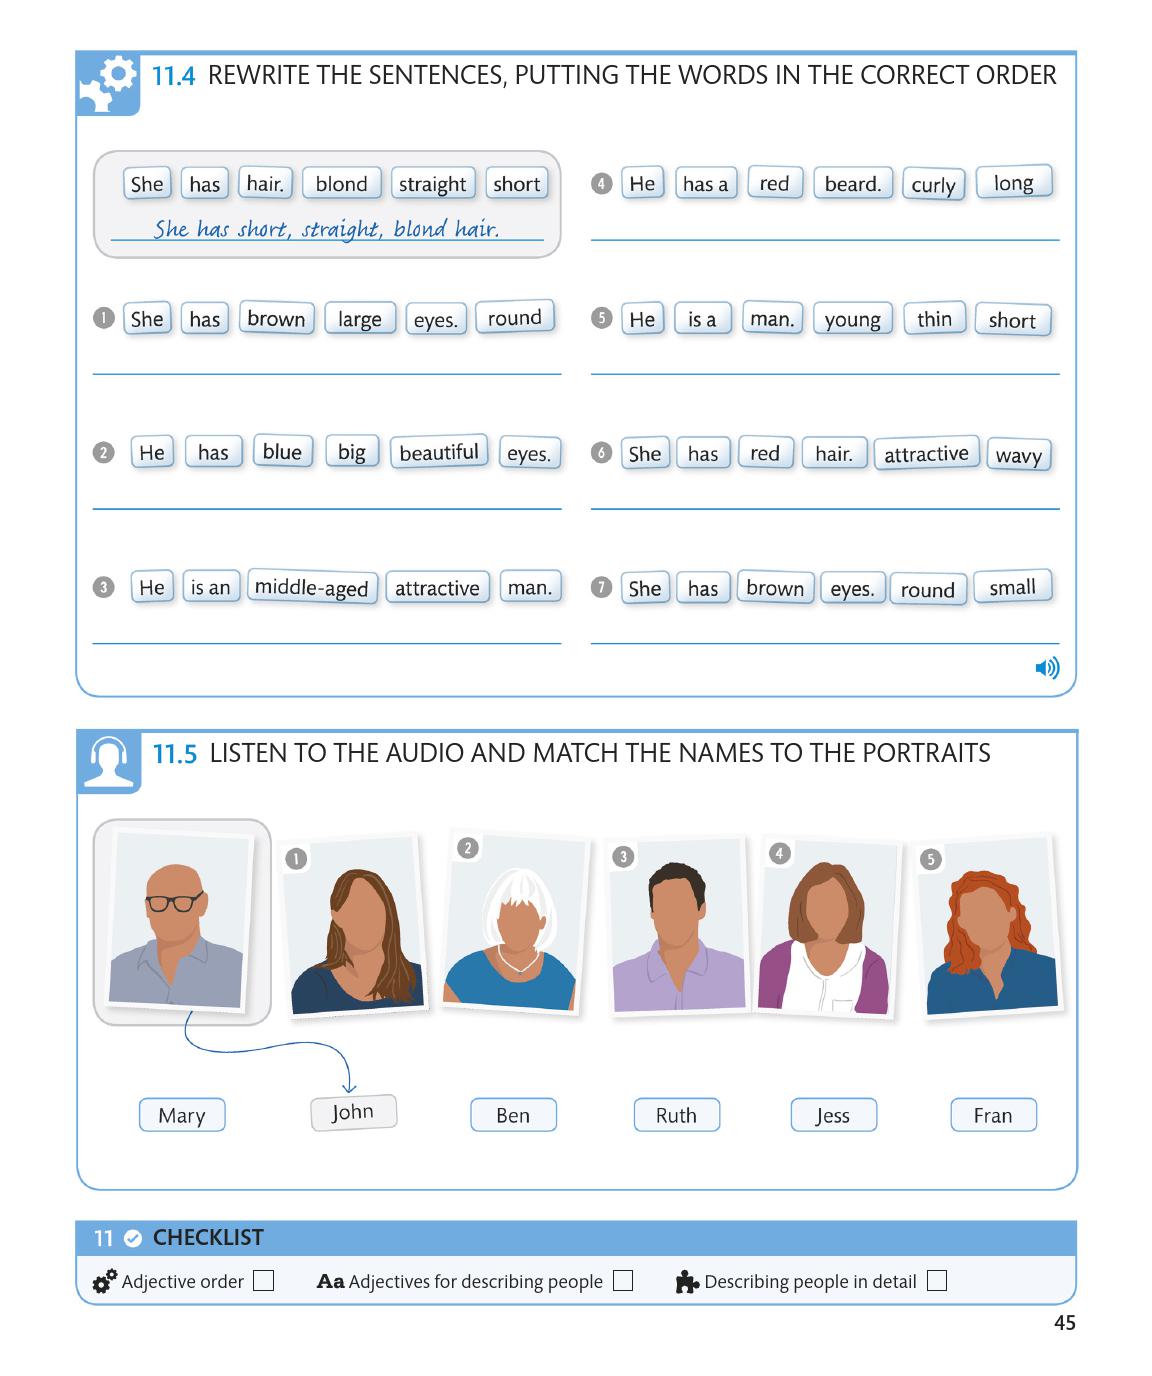 11.4 REWRITE THE SENTENCES, PUTTING THE WORDS IN THE CORRECT ORDER
She has hair. blond straight short
She has short, straight, blond hair.
1 She has brown large eyes. round
2 He has blue big beautiful eyes.
3 He is an middle-aged attractive man.
4 He has a red beard. curly long
5 He is a man. young thin short
6 She has red hair. attractive wavy
7 She has brown eyes. round small
11.5 LISTEN TO THE AUDIO AND MATCH THE NAMES TO THE PORTRAITS
1 2 3 4 5
Mary John Ben Ruth Jess Fran
11 CHECKLIST
Adjective order Aa Adjectives for describing people Describing people in detail
45